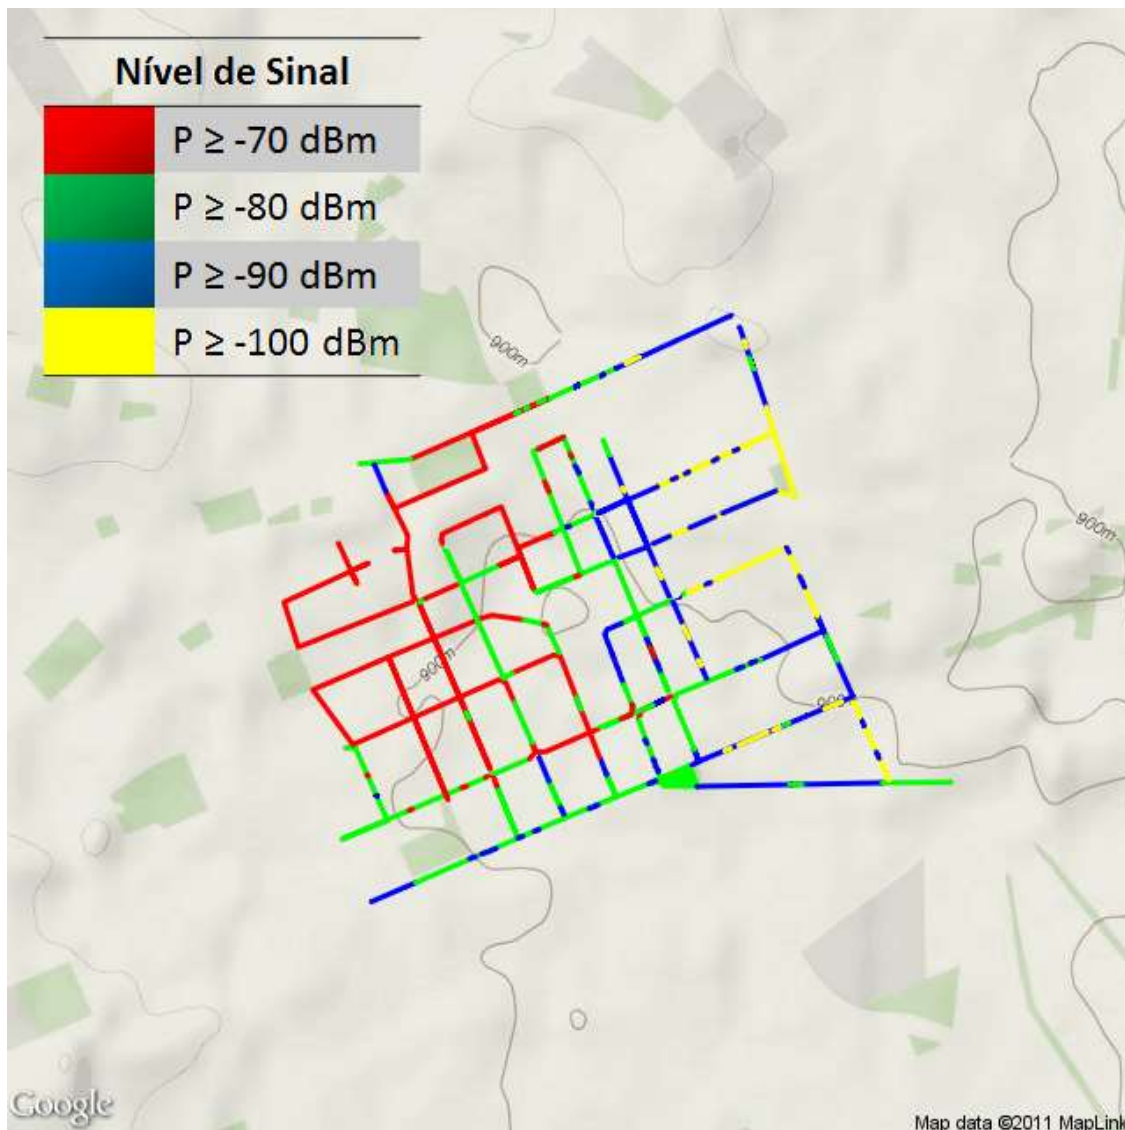 Nível de Sinal
P ≥ -70 dBm
P ≥ -80 dBm
P ≥ -90 dBm
P ≥ -100 dBm
900m
900m
900m
900
Google
Map data ©2011 MapLink